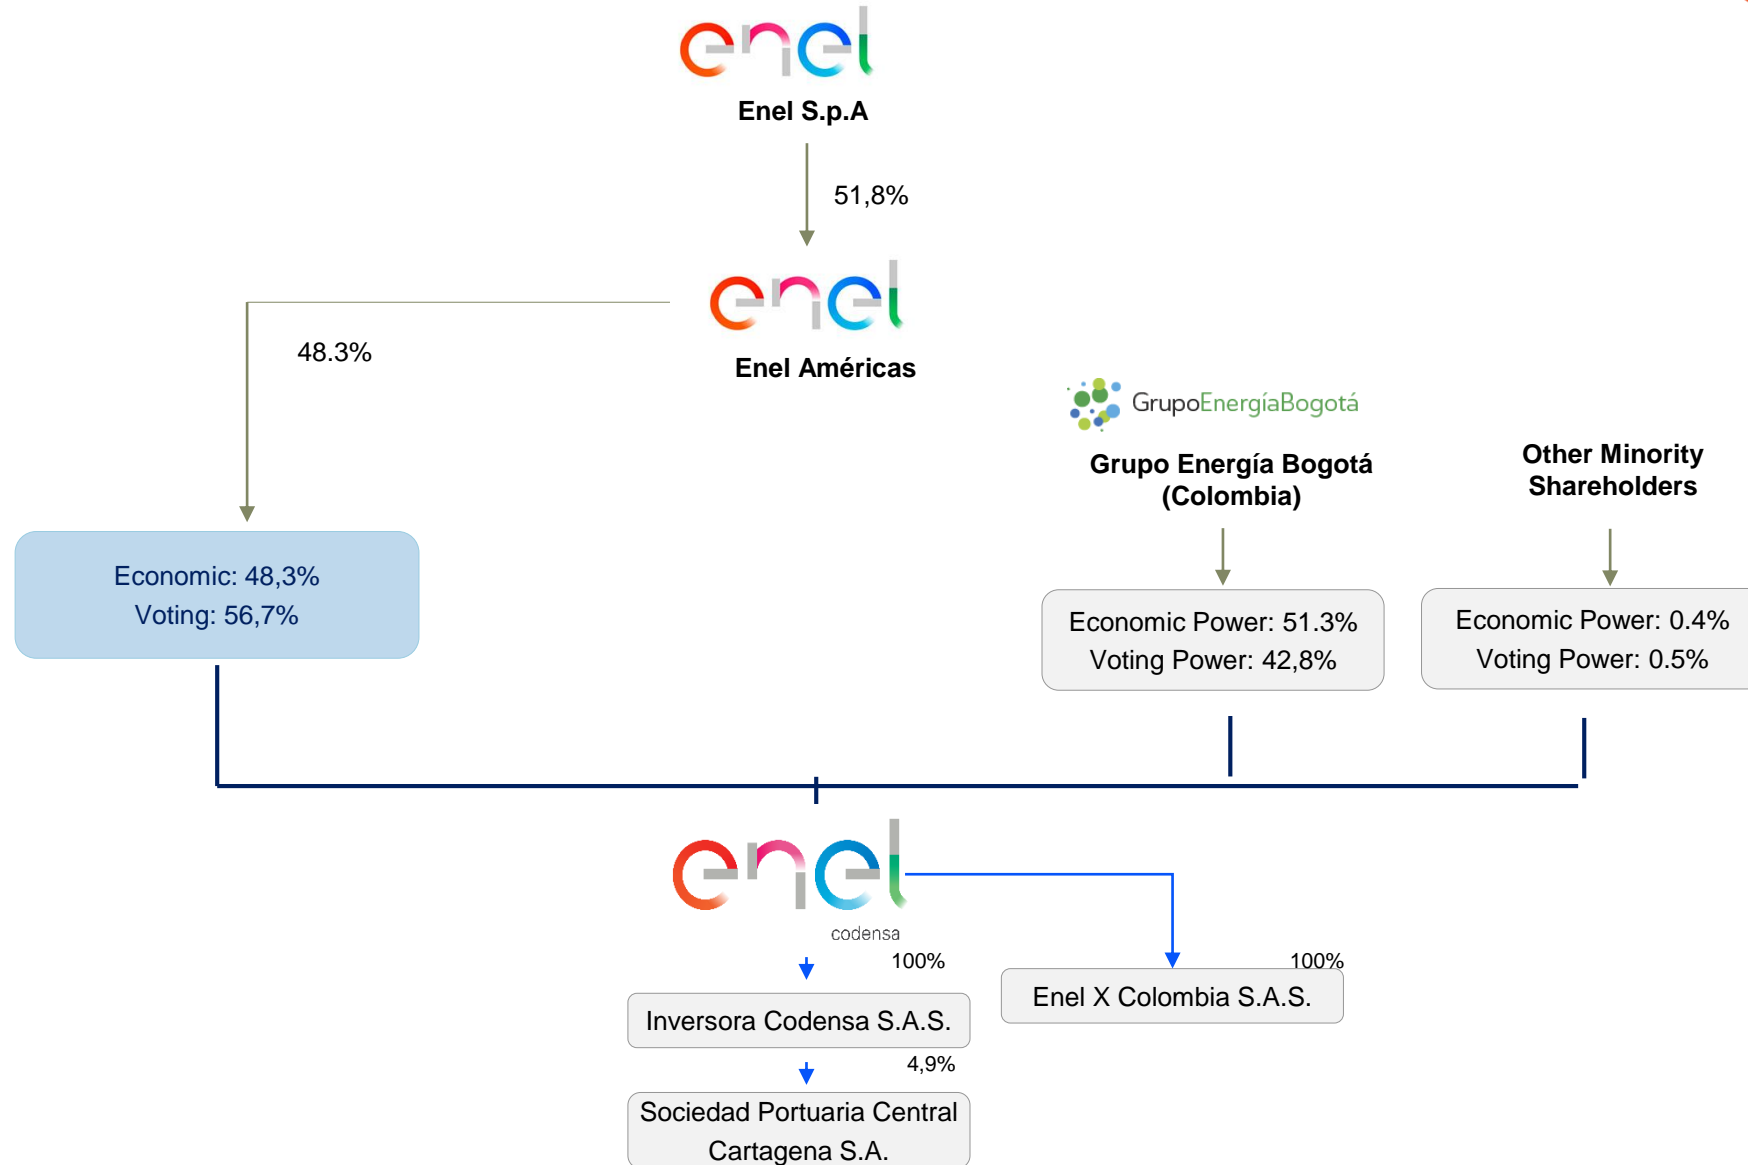 enel
Enel S.p.A
51,8%
enel
48.3%
Enel Américas
GrupoEnergíaBogotá
Grupo Energía Bogotá
(Colombia)
Other Minority
Shareholders
Economic: 48,3%
Voting: 56,7%
Economic Power: 51.3%
Voting Power: 42,8%
Economic Power: 0.4%
Voting Power: 0.5%
enel
codensa
100%
100%
Inversora Codensa S.A.S.
Enel X Colombia S.A.S.
4,9%
Sociedad Portuaria Central
Cartagena S.A.